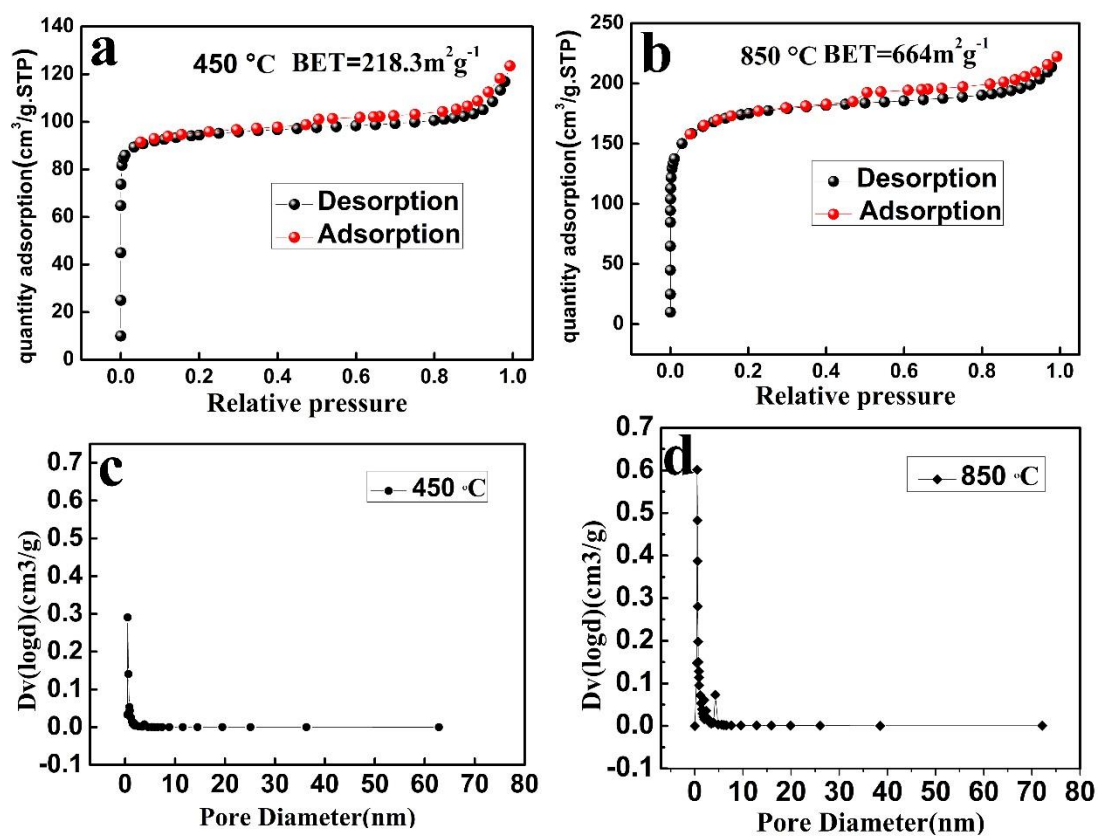 a
450 °C BET=218.3m²g⁻¹
quantity adsorption(cm³/g.STP)
140
120
100
80
60
40
20
0
Desorption
Adsorption
0.0 0.2 0.4 0.6 0.8 1.0
Relative pressure
b
850 °C BET=664m²g⁻¹
quantity adsorption(cm³/g.STP)
250
200
150
100
50
0
Desorption
Adsorption
0.0 0.2 0.4 0.6 0.8 1.0
Relative pressure
c
450 °C
Dv(logd)(cm3/g)
0.7
0.6
0.5
0.4
0.3
0.2
0.1
0.0
-0.1
0 10 20 30 40 50 60 70 80
Pore Diameter(nm)
d
850 °C
Dv(logd)(cm3/g)
0.7
0.6
0.5
0.4
0.3
0.2
0.1
0.0
-0.1
0 10 20 30 40 50 60 70 80
Pore Diameter(nm)